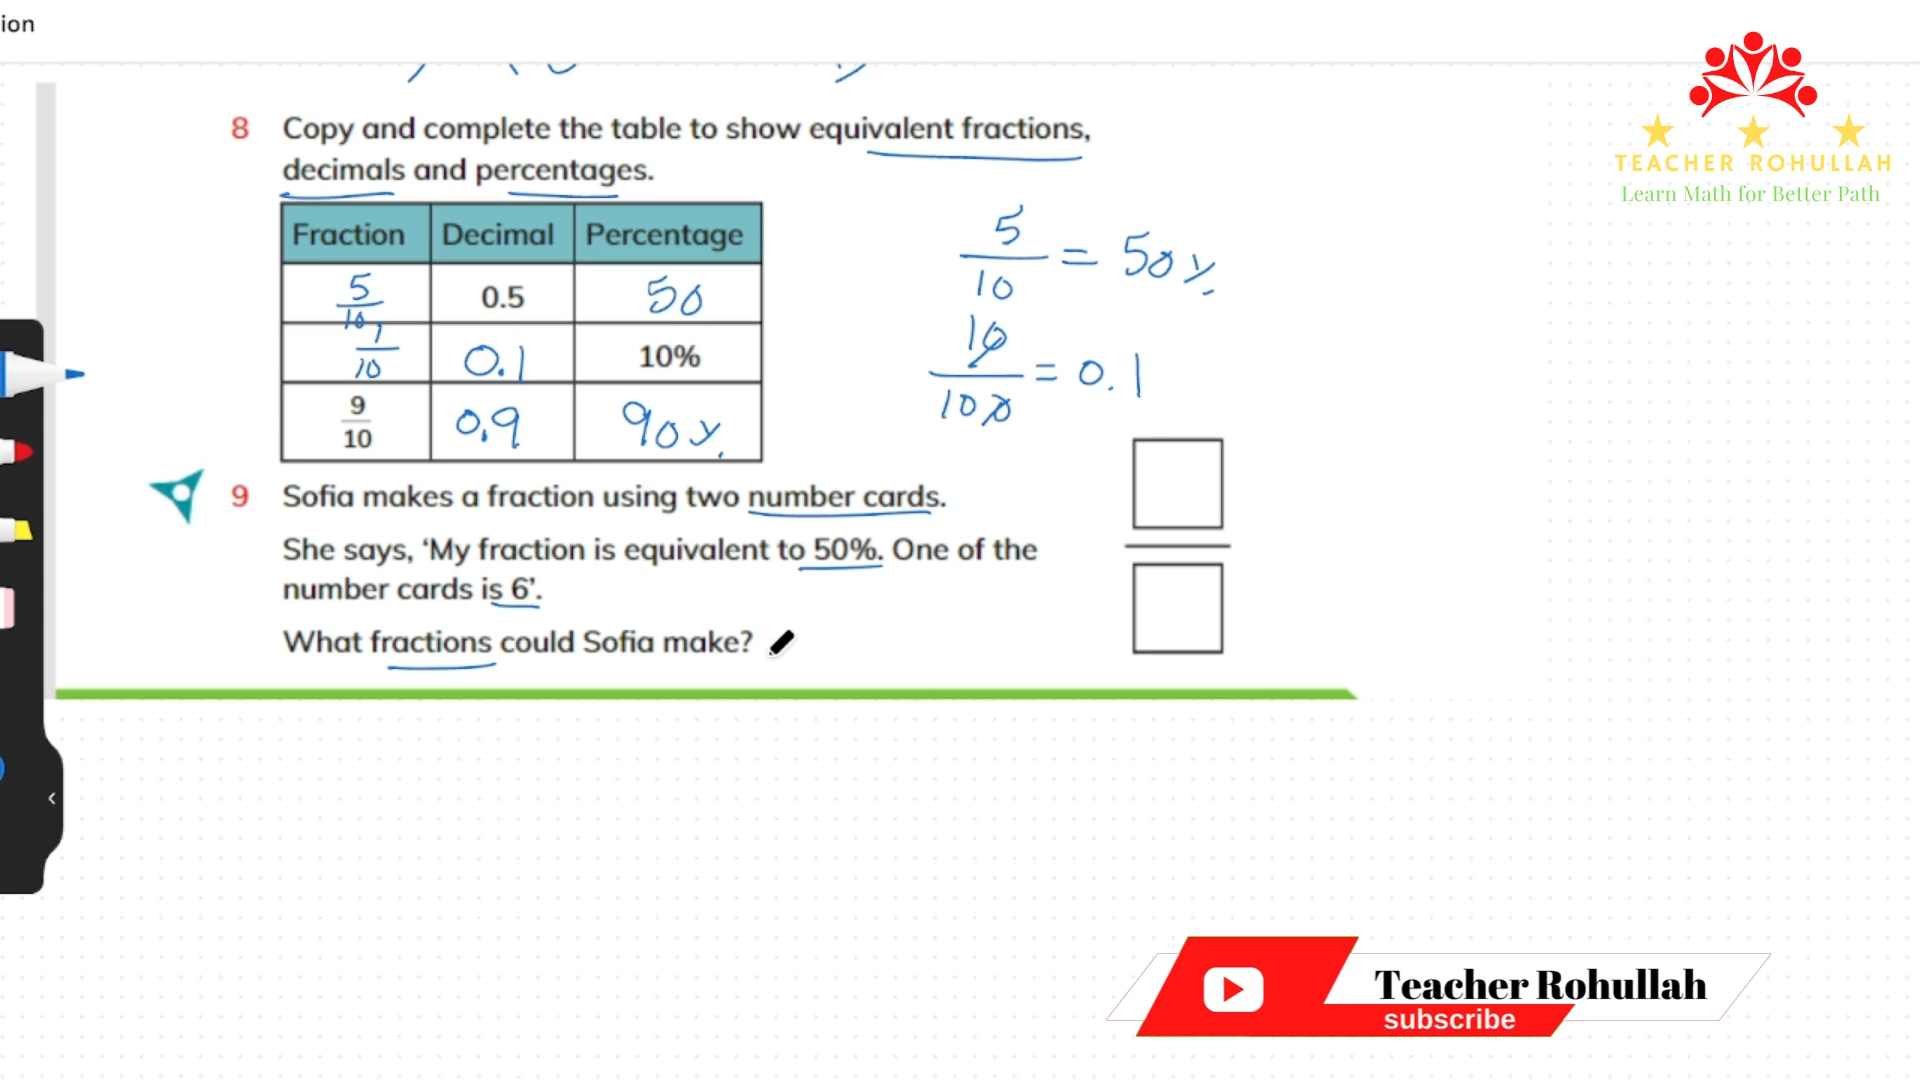 ion
8 Copy and complete the table to show equivalent fractions,
decimals and percentages.
Fraction Decimal Percentage
5/10 0.5 50
1/10 0.1 10%
9/10 0.9 90%
5/10 = 50%
10/100 = 0.1
9 Sofia makes a fraction using two number cards.
She says, ‘My fraction is equivalent to 50%. One of the
number cards is 6’.
What fractions could Sofia make?
TEACHER ROHULLAH
Learn Math for Better Path
Teacher Rohullah
subscribe